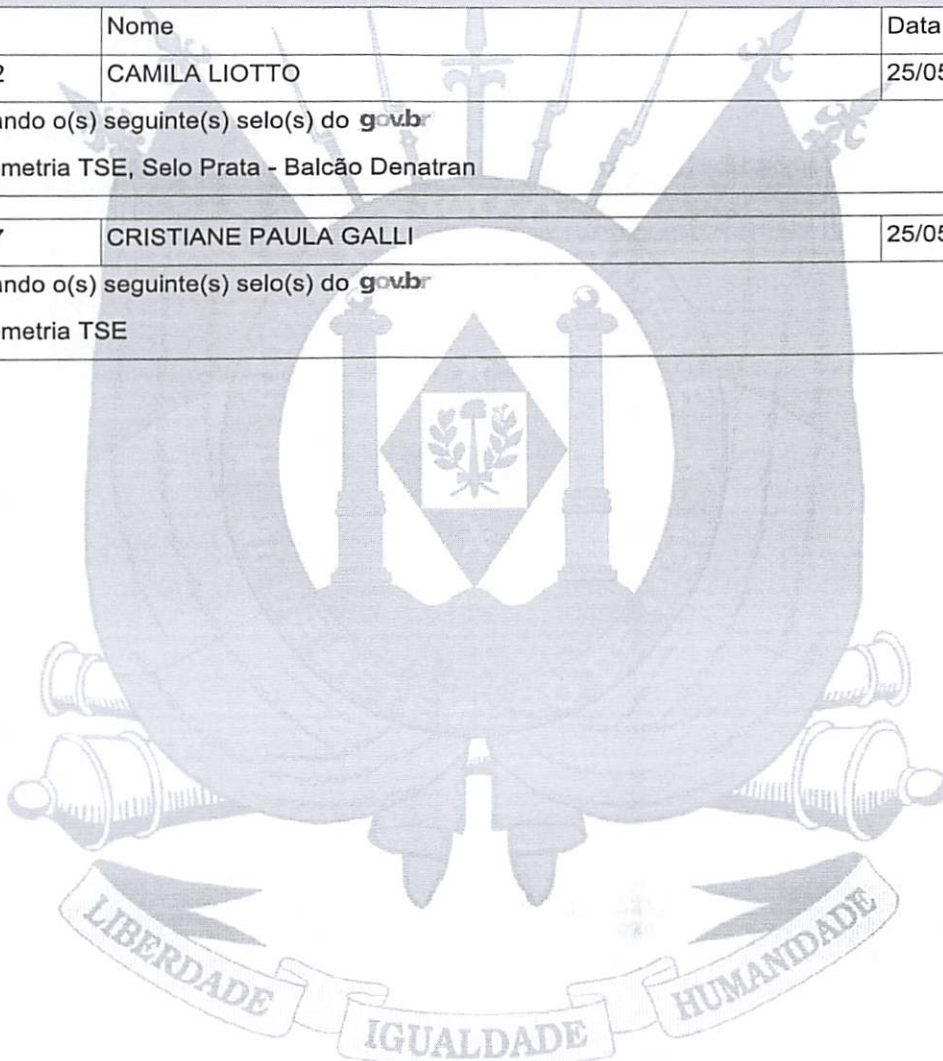 Nome Data
2 CAMILA LIOTTO 25/05
ando o(s) seguinte(s) selo(s) do gov.br
metria TSE, Selo Prata - Balcão Denatran
7 CRISTIANE PAULA GALLI 25/05
ando o(s) seguinte(s) selo(s) do gov.br
metria TSE
LIBERDADE IGUALDADE HUMANIDADE